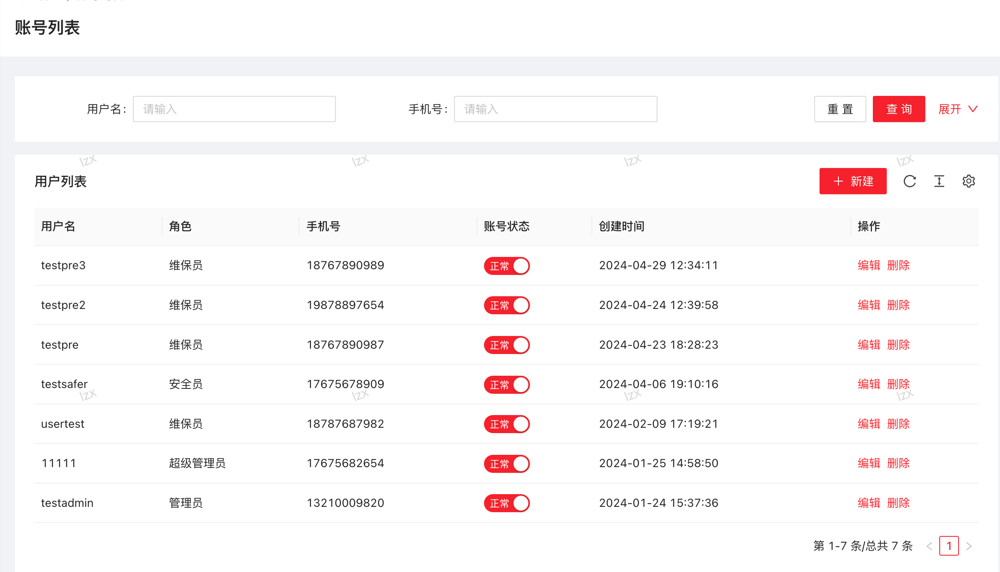 账号列表
用户名: 请输入 手机号: 请输入 重 置 查 询 展开
lzx lzx lzx lzx
用户列表 新建
用户名 角色 手机号 账号状态 创建时间 操作
testpre3 维保员 18767890989 正常 2024-04-29 12:34:11 编辑 删除
testpre2 维保员 19878897654 正常 2024-04-24 12:39:58 编辑 删除
testpre 维保员 18767890987 正常 2024-04-23 18:28:23 编辑 删除
testsafer 安全员 17675678909 正常 2024-04-06 19:10:16 编辑 删除
lzx lzx lzx lzx
usertest 维保员 18787687982 正常 2024-02-09 17:19:21 编辑 删除
11111 超级管理员 17675682654 正常 2024-01-25 14:58:50 编辑 删除
testadmin 管理员 13210009820 正常 2024-01-24 15:37:36 编辑 删除
第 1-7 条/总共 7 条 < 1 >